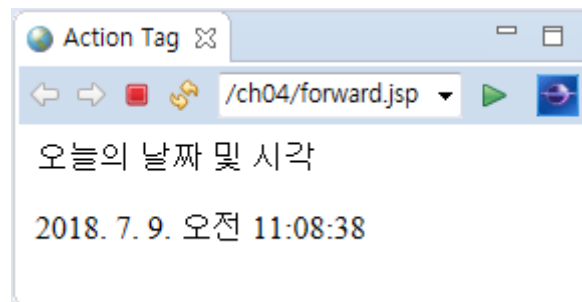 Action Tag
/ch04/forward.jsp
오늘의 날짜 및 시각
2018. 7. 9. 오전 11:08:38